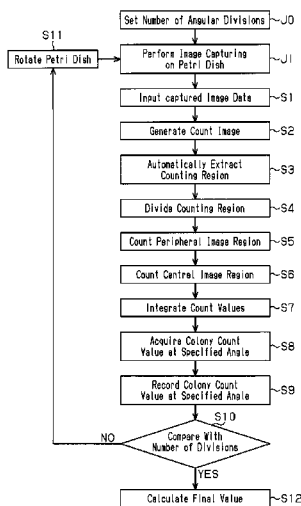 Set Number of Angular Divisions
J0
S11
Rotate Petri Dish
Perform Image Capturing
on Petri Dish
J1
Input captured Image Data
S1
Generate Count Image
S2
Automatically Extract
Counting Region
S3
Divide Counting Region
S4
Count Peripheral Image Region
S5
Count Central Image Region
S6
Integrate Count Values
S7
Acquire Colony Count
Value at Specified Angle
S8
Record Colony Count
Value at Specified Angle
S9
S10
Compare With
Number of Divisions
NO
YES
Calculate Final Value
S12